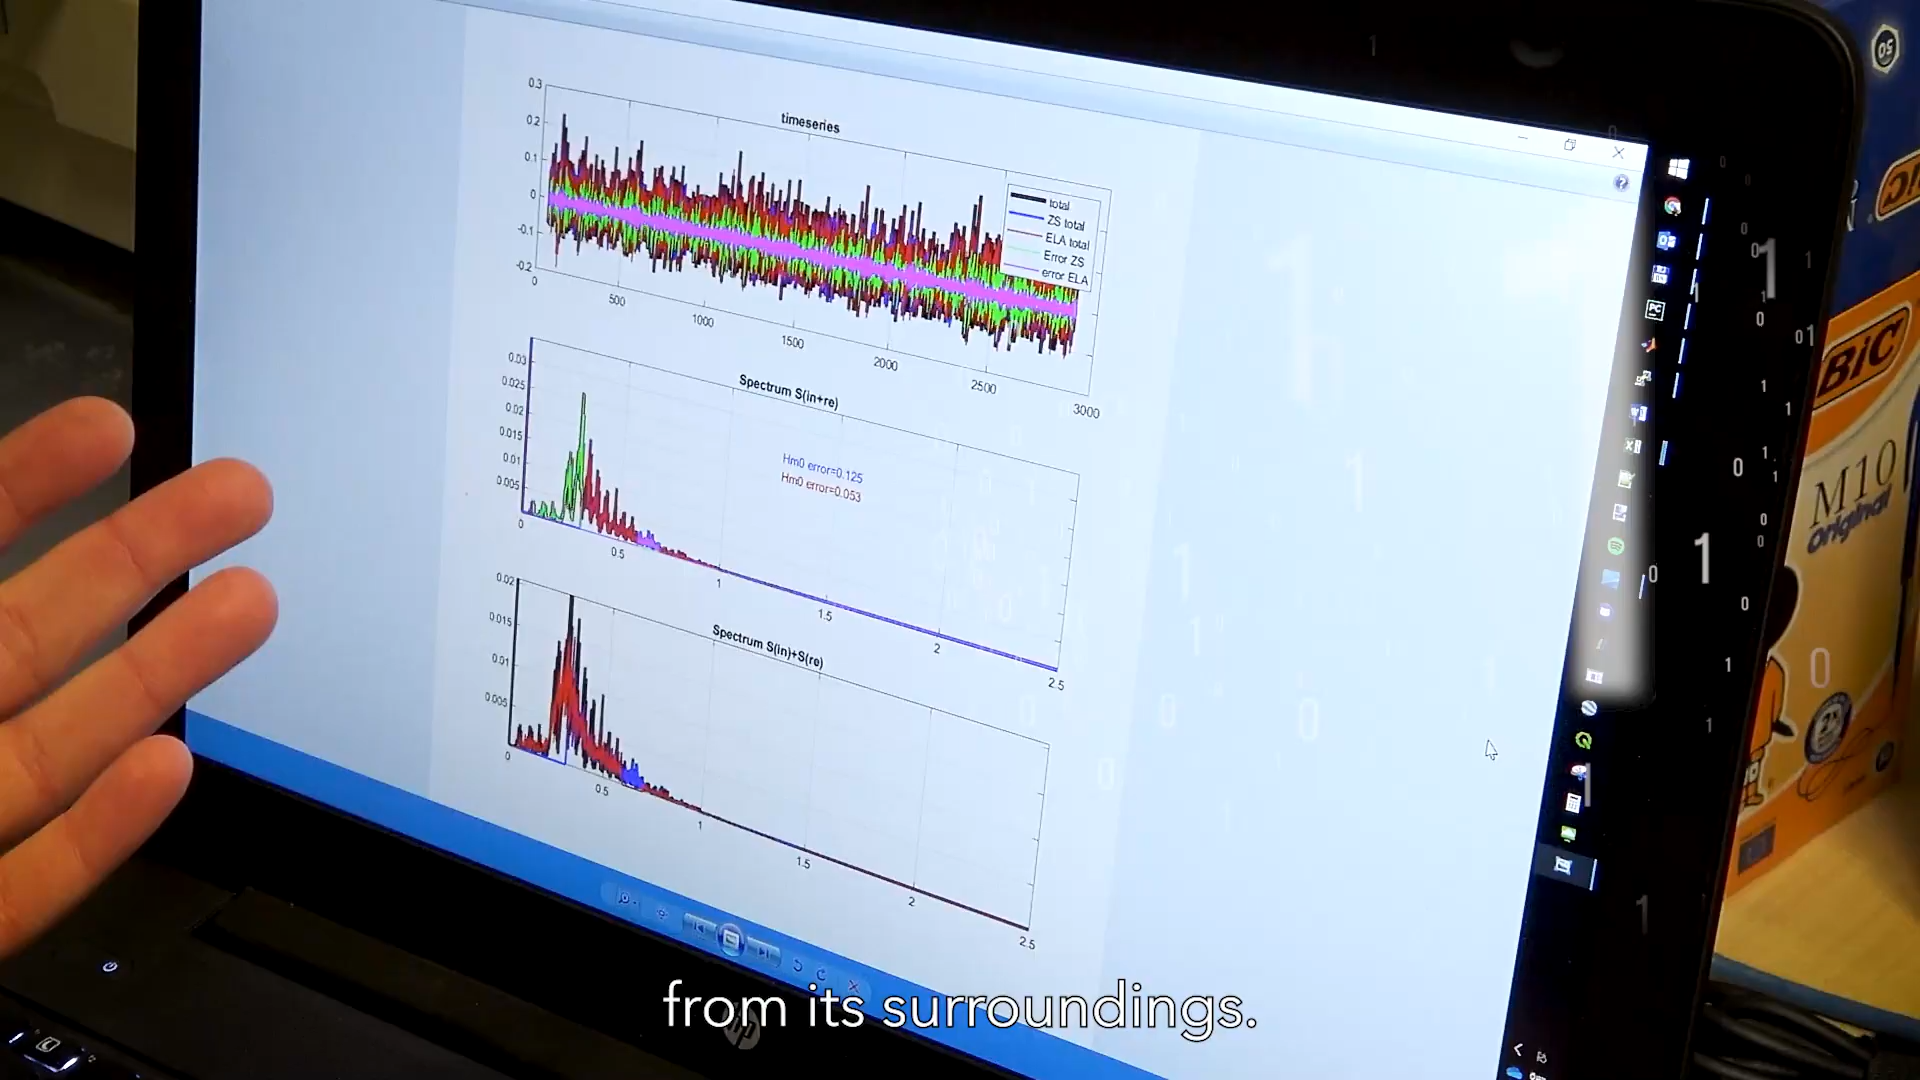 timeseries
0.3
0.2
0.1
0
-0.1
-0.2
0
500
1000
1500
2000
2500
3000
total
ZS total
ELA total
Error ZS
error ELA
Spectrum S(in+re)
0.03
0.025
0.02
0.015
0.01
0.005
0
0.5
1
1.5
2
2.5
Hm0 error=0.125
Hm0 error=0.053
Spectrum S(in)+S(re)
0.02
0.015
0.01
0.005
0
0.5
1
1.5
2
2.5
BiC
M10
original
50
PC
hp
from its surroundings.